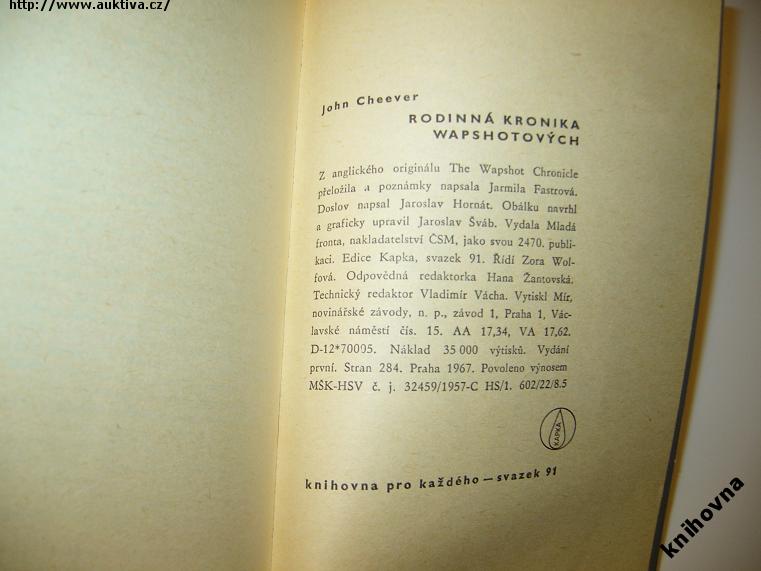 http://www.auktiva.cz/
John Cheever
RODINNÁ KRONIKA
WAPSHOTOVÝCH
Z anglického originálu The Wapshot Chronicle
přeložila a poznámky napsala Jarmila Fastrová.
Doslov napsal Jaroslav Hornát. Obálku navrhl
a graficky upravil Jaroslav Šváb. Vydala Mladá
fronta, nakladatelství ČSM, jako svou 2470. publi-
kaci. Edice Kapka, svazek 91. Řídí Zora Wol-
fová. Odpovědná redaktorka Hana Žantovská.
Technický redaktor Vladimír Vácha. Vytiskl Mír,
novinářské závody, n. p., závod 1, Praha 1, Vác-
lavské náměstí čís. 15. AA 17,34, VA 17,62.
D-12*70095. Náklad 35 000 výtisků. Vydání
první. Stran 284. Praha 1967. Povoleno výnosem
MŠK-HSV č. j. 32459/1957-C HS/1. 602/22/8.5
KAPKA
knihovna pro každého — svazek 91
knihovna